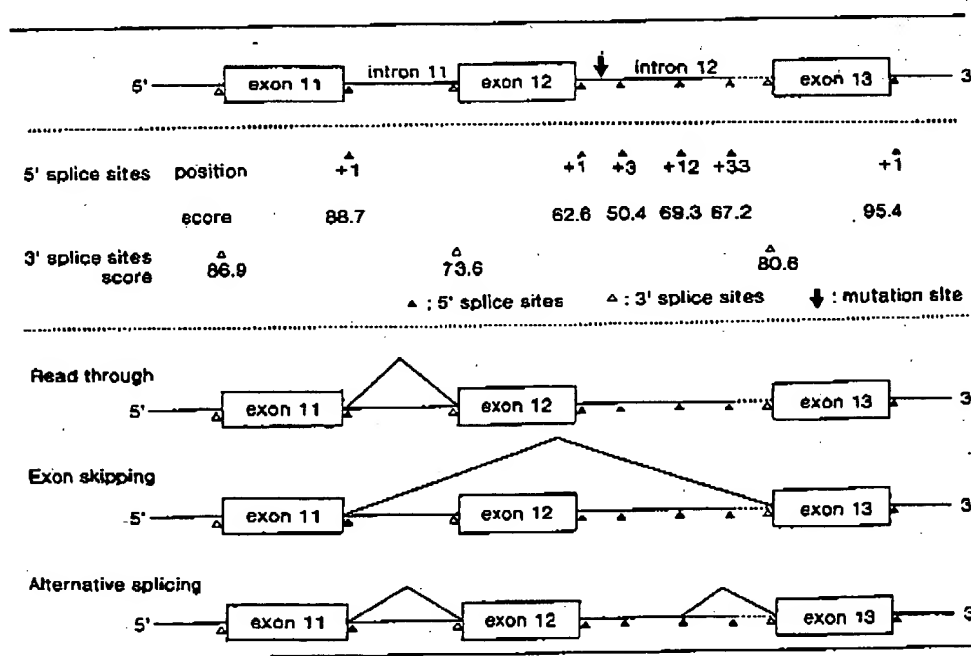 5' exon 11 intron 11 exon 12 intron 12 exon 13 3
5' splice sites position +1 +1 +3 +12 +33 +1
score 88.7 62.6 50.4 69.3 67.2 95.4
3' splice sites
score 86.9 73.6 80.6
▲ ; 5' splice sites △ : 3' splice sites : mutation site
Read through
5' exon 11 exon 12 exon 13 3
Exon skipping
5' exon 11 exon 12 exon 13 3
Alternative splicing
5' exon 11 exon 12 exon 13 3